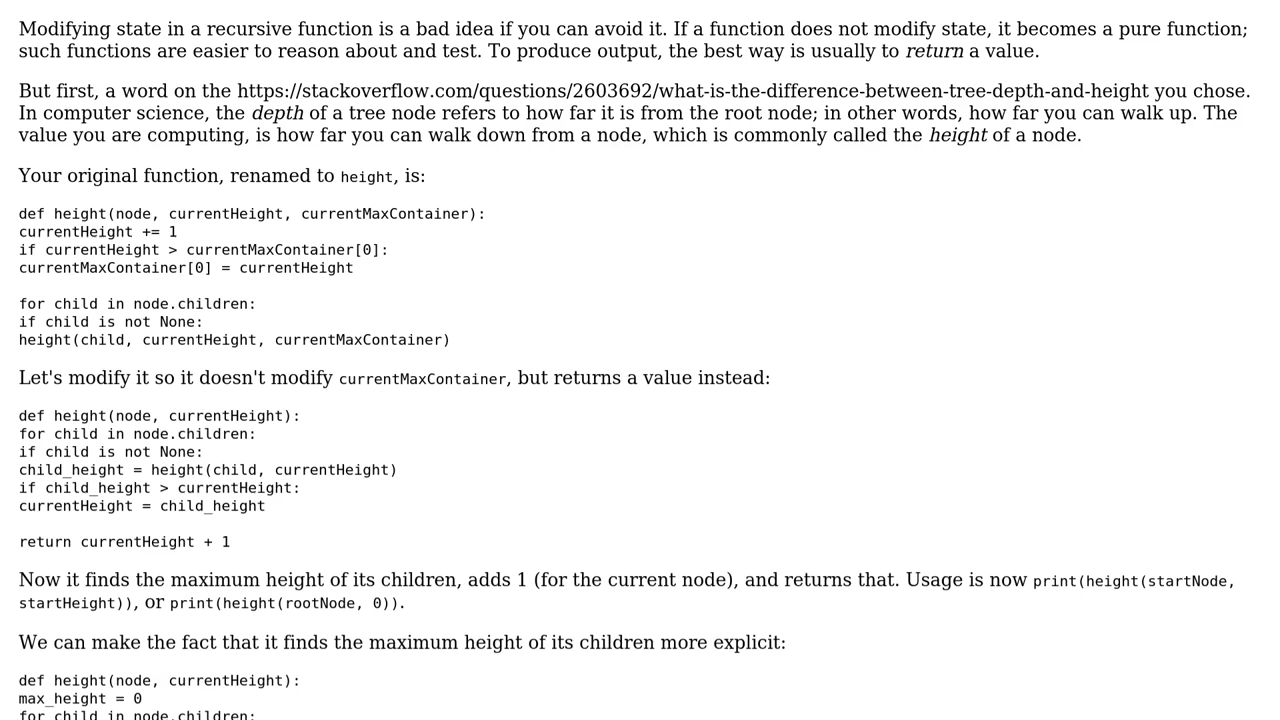 Modifying state in a recursive function is a bad idea if you can avoid it. If a function does not modify state, it becomes a pure function;
such functions are easier to reason about and test. To produce output, the best way is usually to return a value.
But first, a word on the https://stackoverflow.com/questions/2603692/what-is-the-difference-between-tree-depth-and-height you chose.
In computer science, the depth of a tree node refers to how far it is from the root node; in other words, how far you can walk up. The
value you are computing, is how far you can walk down from a node, which is commonly called the height of a node.
Your original function, renamed to height, is:
def height(node, currentHeight, currentMaxContainer):
currentHeight += 1
if currentHeight > currentMaxContainer[0]:
currentMaxContainer[0] = currentHeight
for child in node.children:
if child is not None:
height(child, currentHeight, currentMaxContainer)
Let's modify it so it doesn't modify currentMaxContainer, but returns a value instead:
def height(node, currentHeight):
for child in node.children:
if child is not None:
child_height = height(child, currentHeight)
if child_height > currentHeight:
currentHeight = child_height
return currentHeight + 1
Now it finds the maximum height of its children, adds 1 (for the current node), and returns that. Usage is now print(height(startNode,
startHeight)), or print(height(rootNode, 0)).
We can make the fact that it finds the maximum height of its children more explicit:
def height(node, currentHeight):
max_height = 0
for child in node.children: